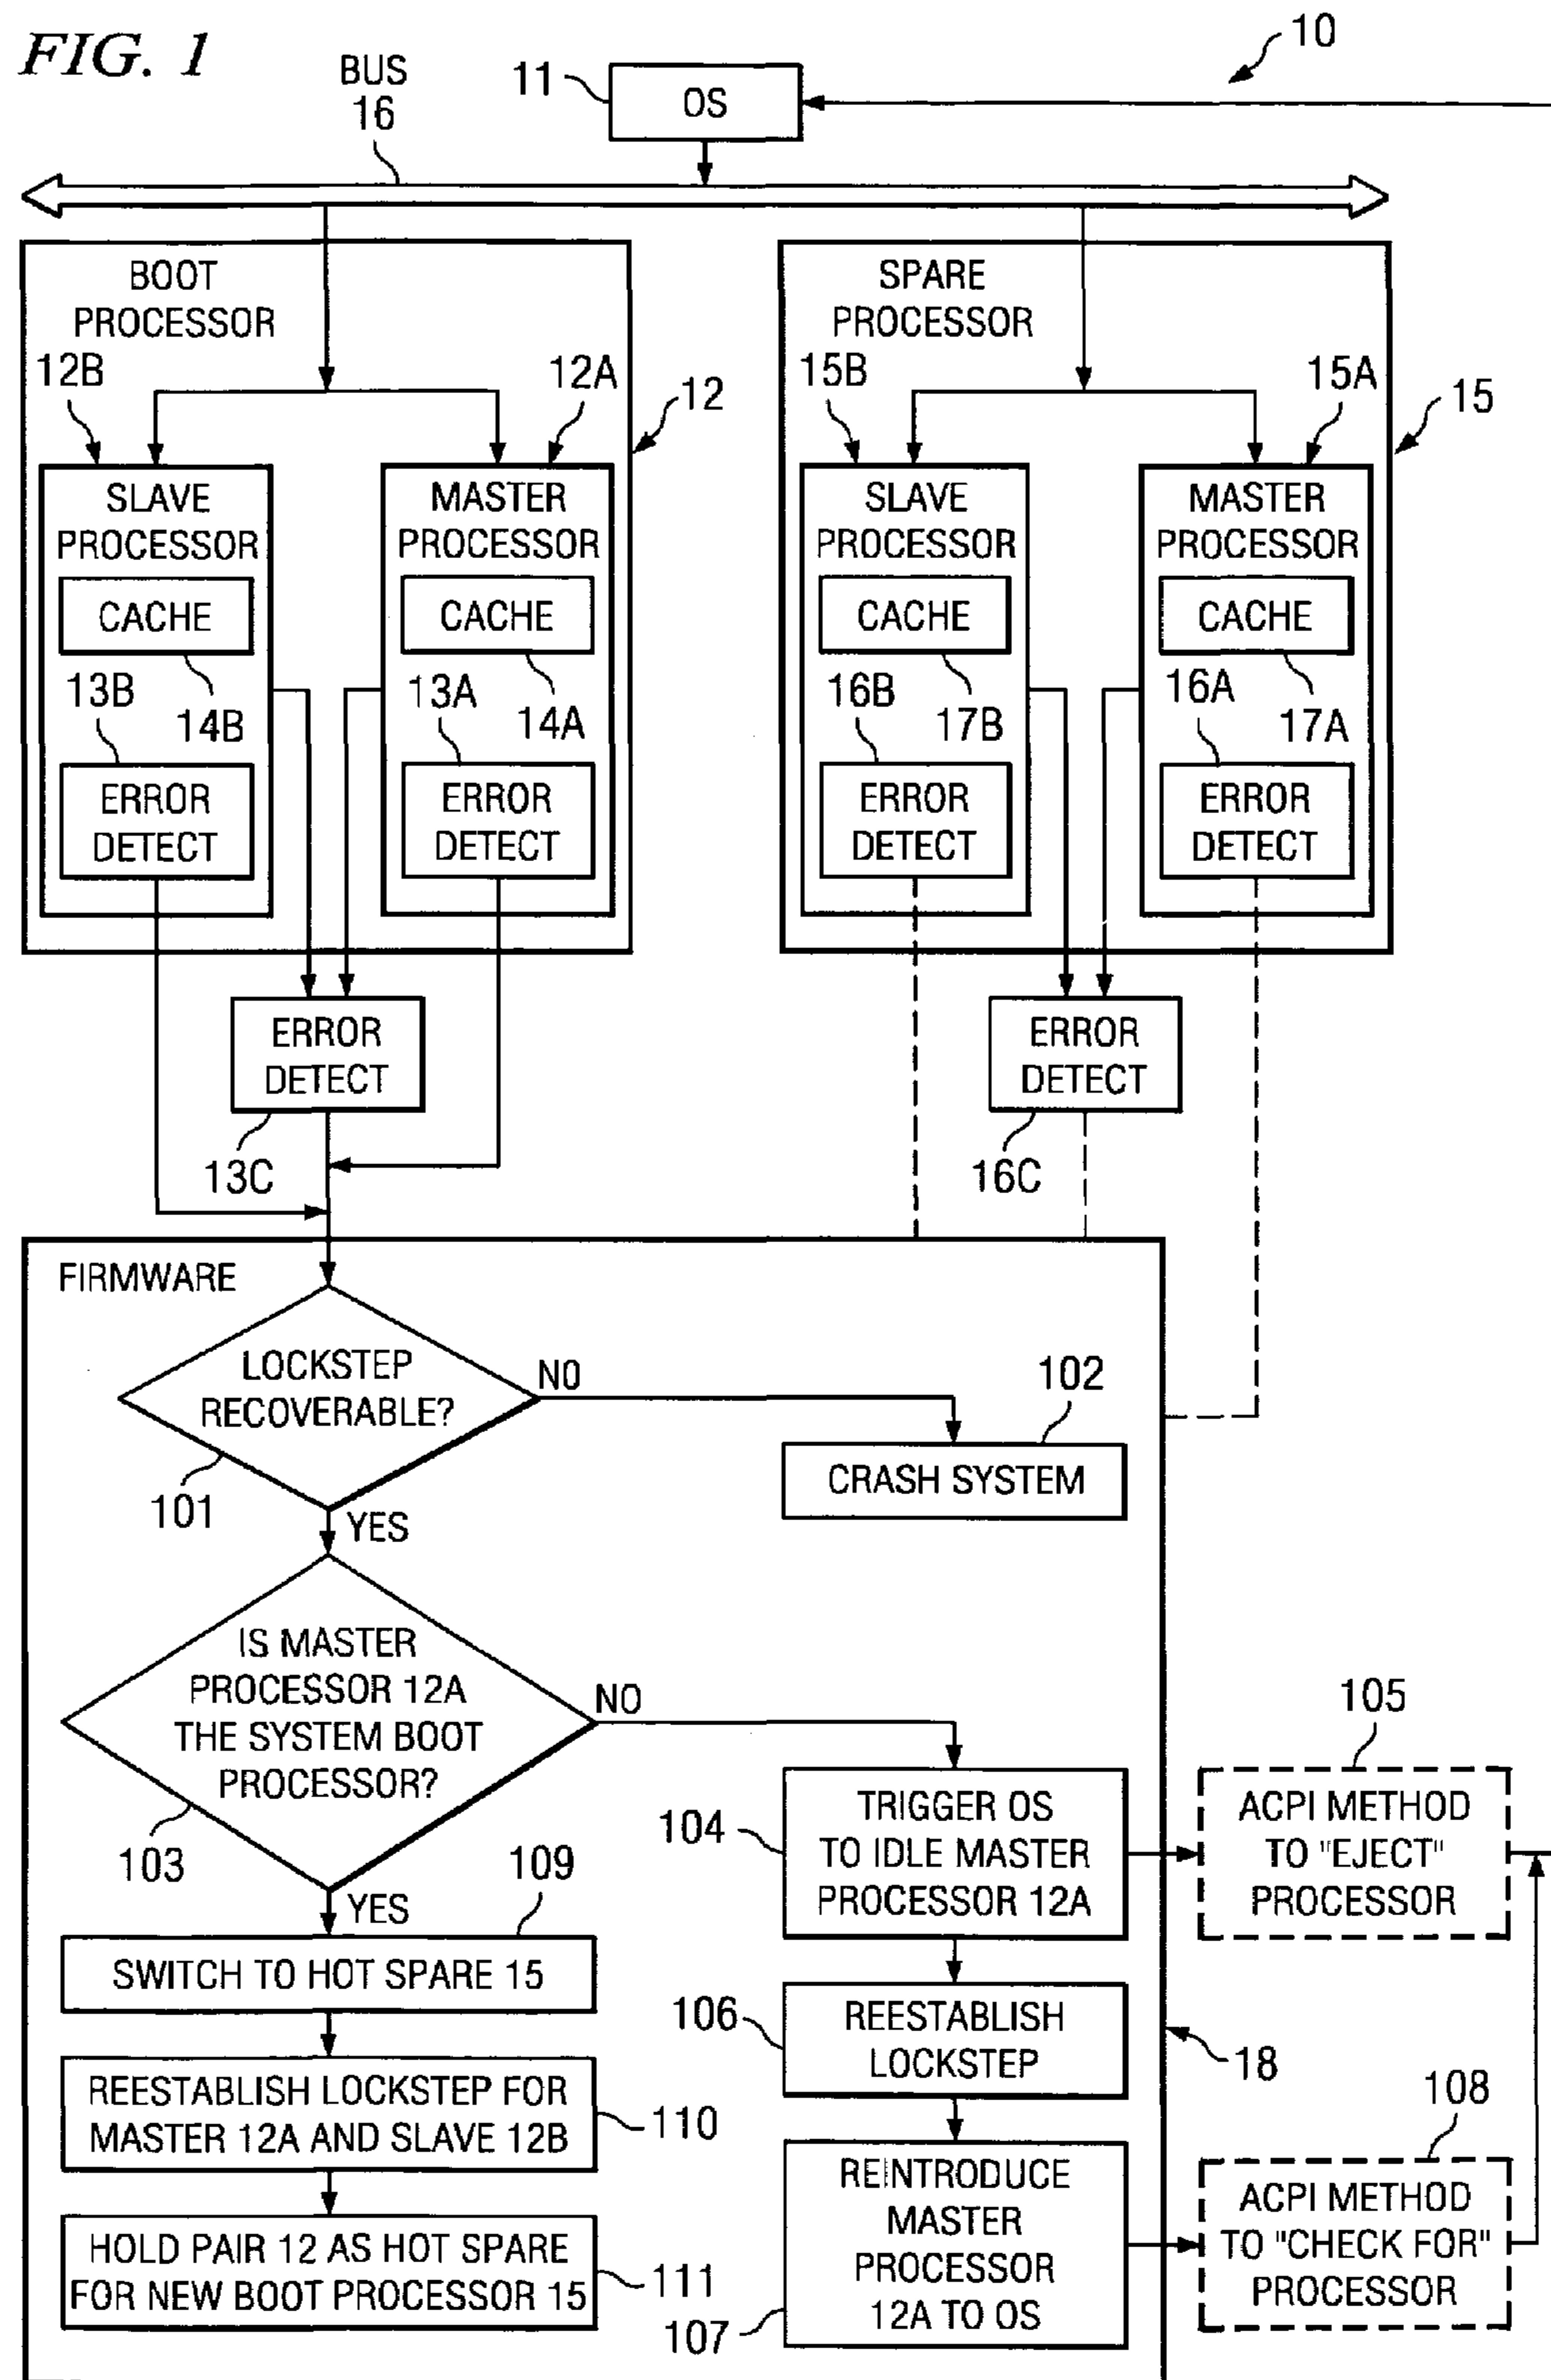 FIG. 1
10
BUS
16
11
OS
BOOT
PROCESSOR
12B
12A
12
SLAVE
PROCESSOR
CACHE
13B
14B
ERROR
DETECT
MASTER
PROCESSOR
CACHE
13A
14A
ERROR
DETECT
SPARE
PROCESSOR
15B
15A
15
SLAVE
PROCESSOR
CACHE
16B
17B
ERROR
DETECT
MASTER
PROCESSOR
CACHE
16A
17A
ERROR
DETECT
ERROR
DETECT
13C
ERROR
DETECT
16C
FIRMWARE
LOCKSTEP
RECOVERABLE?
101
NO
102
CRASH SYSTEM
YES
IS MASTER
PROCESSOR 12A
THE SYSTEM BOOT
PROCESSOR?
103
NO
104
TRIGGER OS
TO IDLE MASTER
PROCESSOR 12A
105
ACPI METHOD
TO "EJECT"
PROCESSOR
YES
109
SWITCH TO HOT SPARE 15
106
REESTABLISH
LOCKSTEP
18
REESTABLISH LOCKSTEP FOR
MASTER 12A AND SLAVE 12B
110
HOLD PAIR 12 AS HOT SPARE
FOR NEW BOOT PROCESSOR 15
111
REINTRODUCE
MASTER
PROCESSOR
12A TO OS
107
108
ACPI METHOD
TO "CHECK FOR"
PROCESSOR